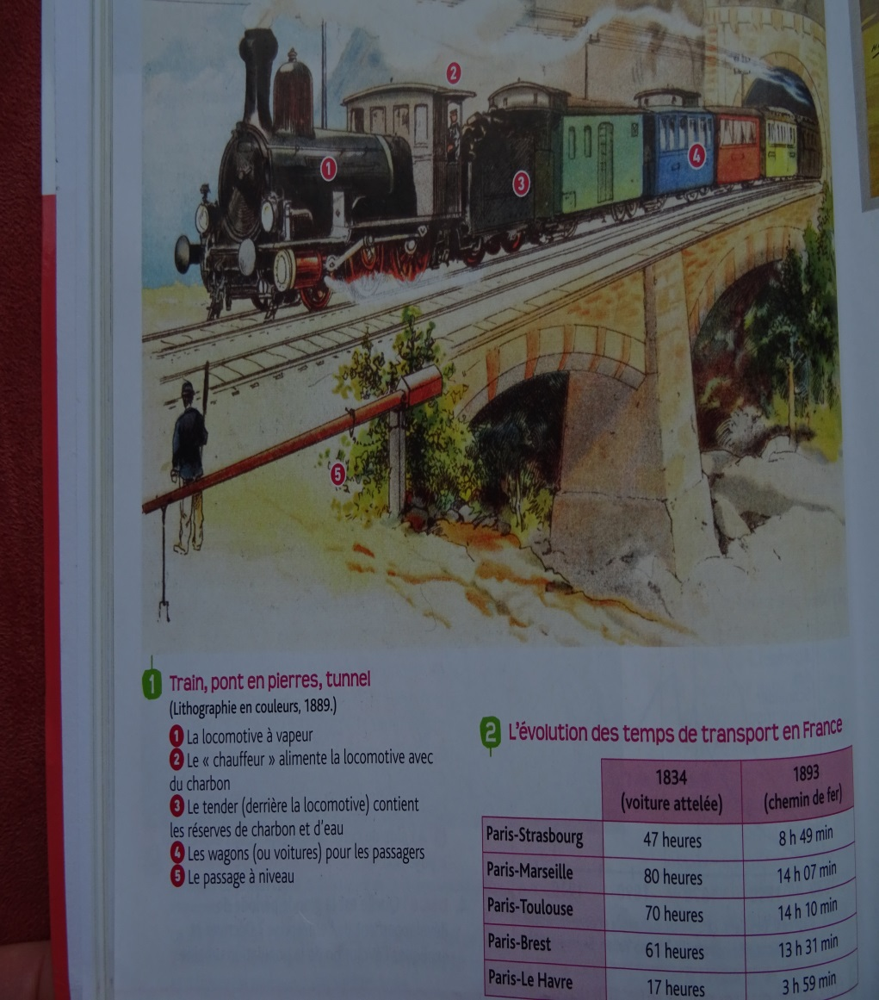 1
2
3
4
5
1 Train, pont en pierres, tunnel
(Lithographie en couleurs, 1889.)
1 La locomotive à vapeur
2 Le « chauffeur » alimente la locomotive avec
du charbon
3 Le tender (derrière la locomotive) contient
les réserves de charbon et d'eau
4 Les wagons (ou voitures) pour les passagers
5 Le passage à niveau
2 L'évolution des temps de transport en France
1834 1893
(voiture attelée) (chemin de fer)
Paris-Strasbourg 47 heures 8 h 49 min
Paris-Marseille 80 heures 14 h 07 min
Paris-Toulouse 70 heures 14 h 10 min
Paris-Brest 61 heures 13 h 31 min
Paris-Le Havre 17 heures 3 h 59 min